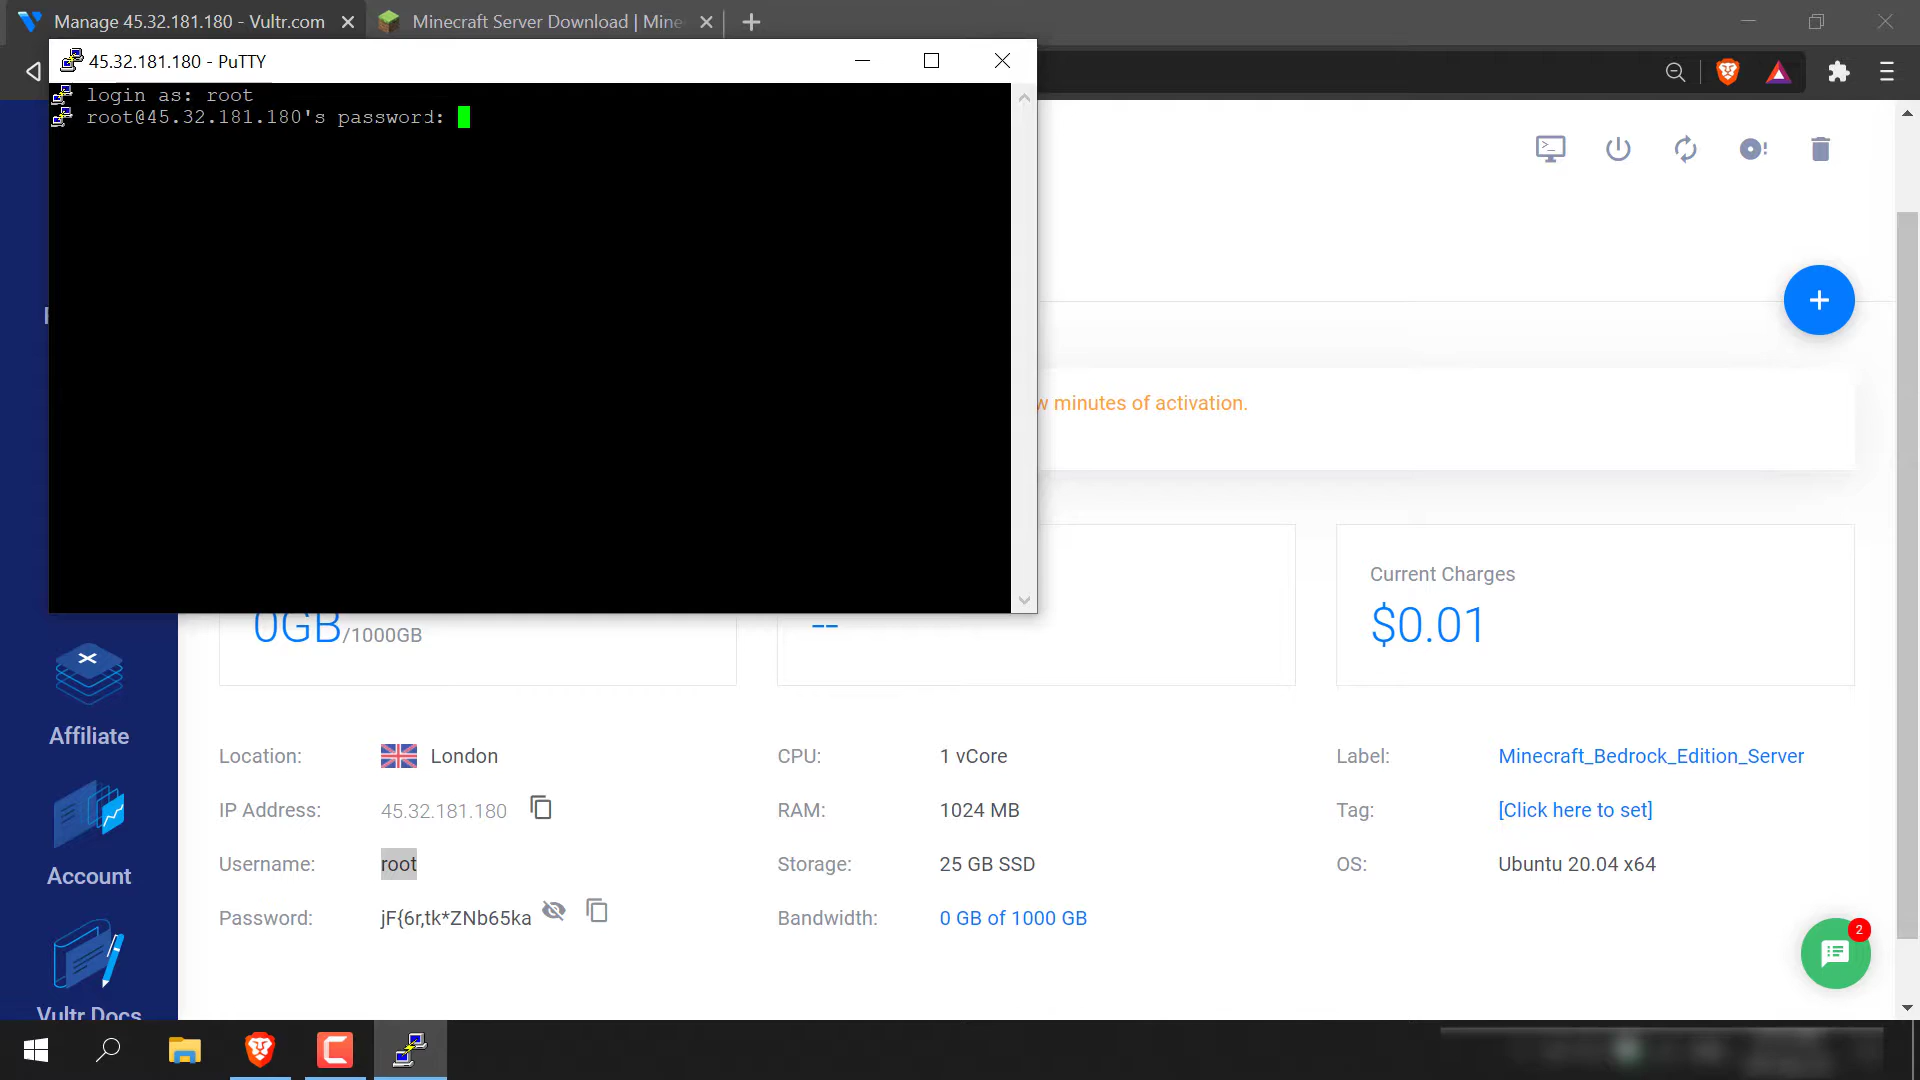 Manage 45.32.181.180 - Vultr.com
Minecraft Server Download | Mine
45.32.181.180 - PuTTY
login as: root
root@45.32.181.180's password:
w minutes of activation.
Current Charges
$0.01
0GB/1000GB
--
Affiliate
Account
Vultr Docs
Location: London
IP Address: 45.32.181.180
Username: root
Password: jF{6r,tk*ZNb65ka
CPU: 1 vCore
RAM: 1024 MB
Storage: 25 GB SSD
Bandwidth: 0 GB of 1000 GB
Label: Minecraft_Bedrock_Edition_Server
Tag: [Click here to set]
OS: Ubuntu 20.04 x64
2